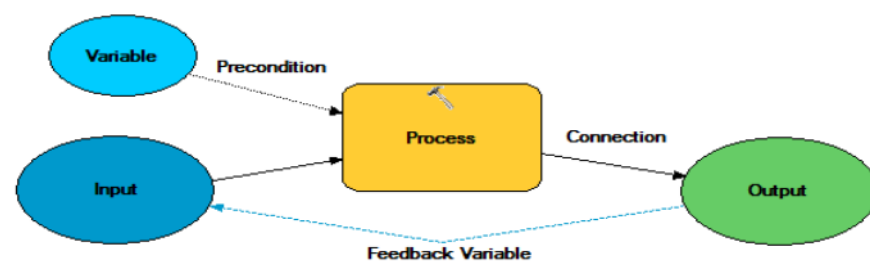 Variable
Precondition
Process
Connection
Input
Output
Feedback Variable